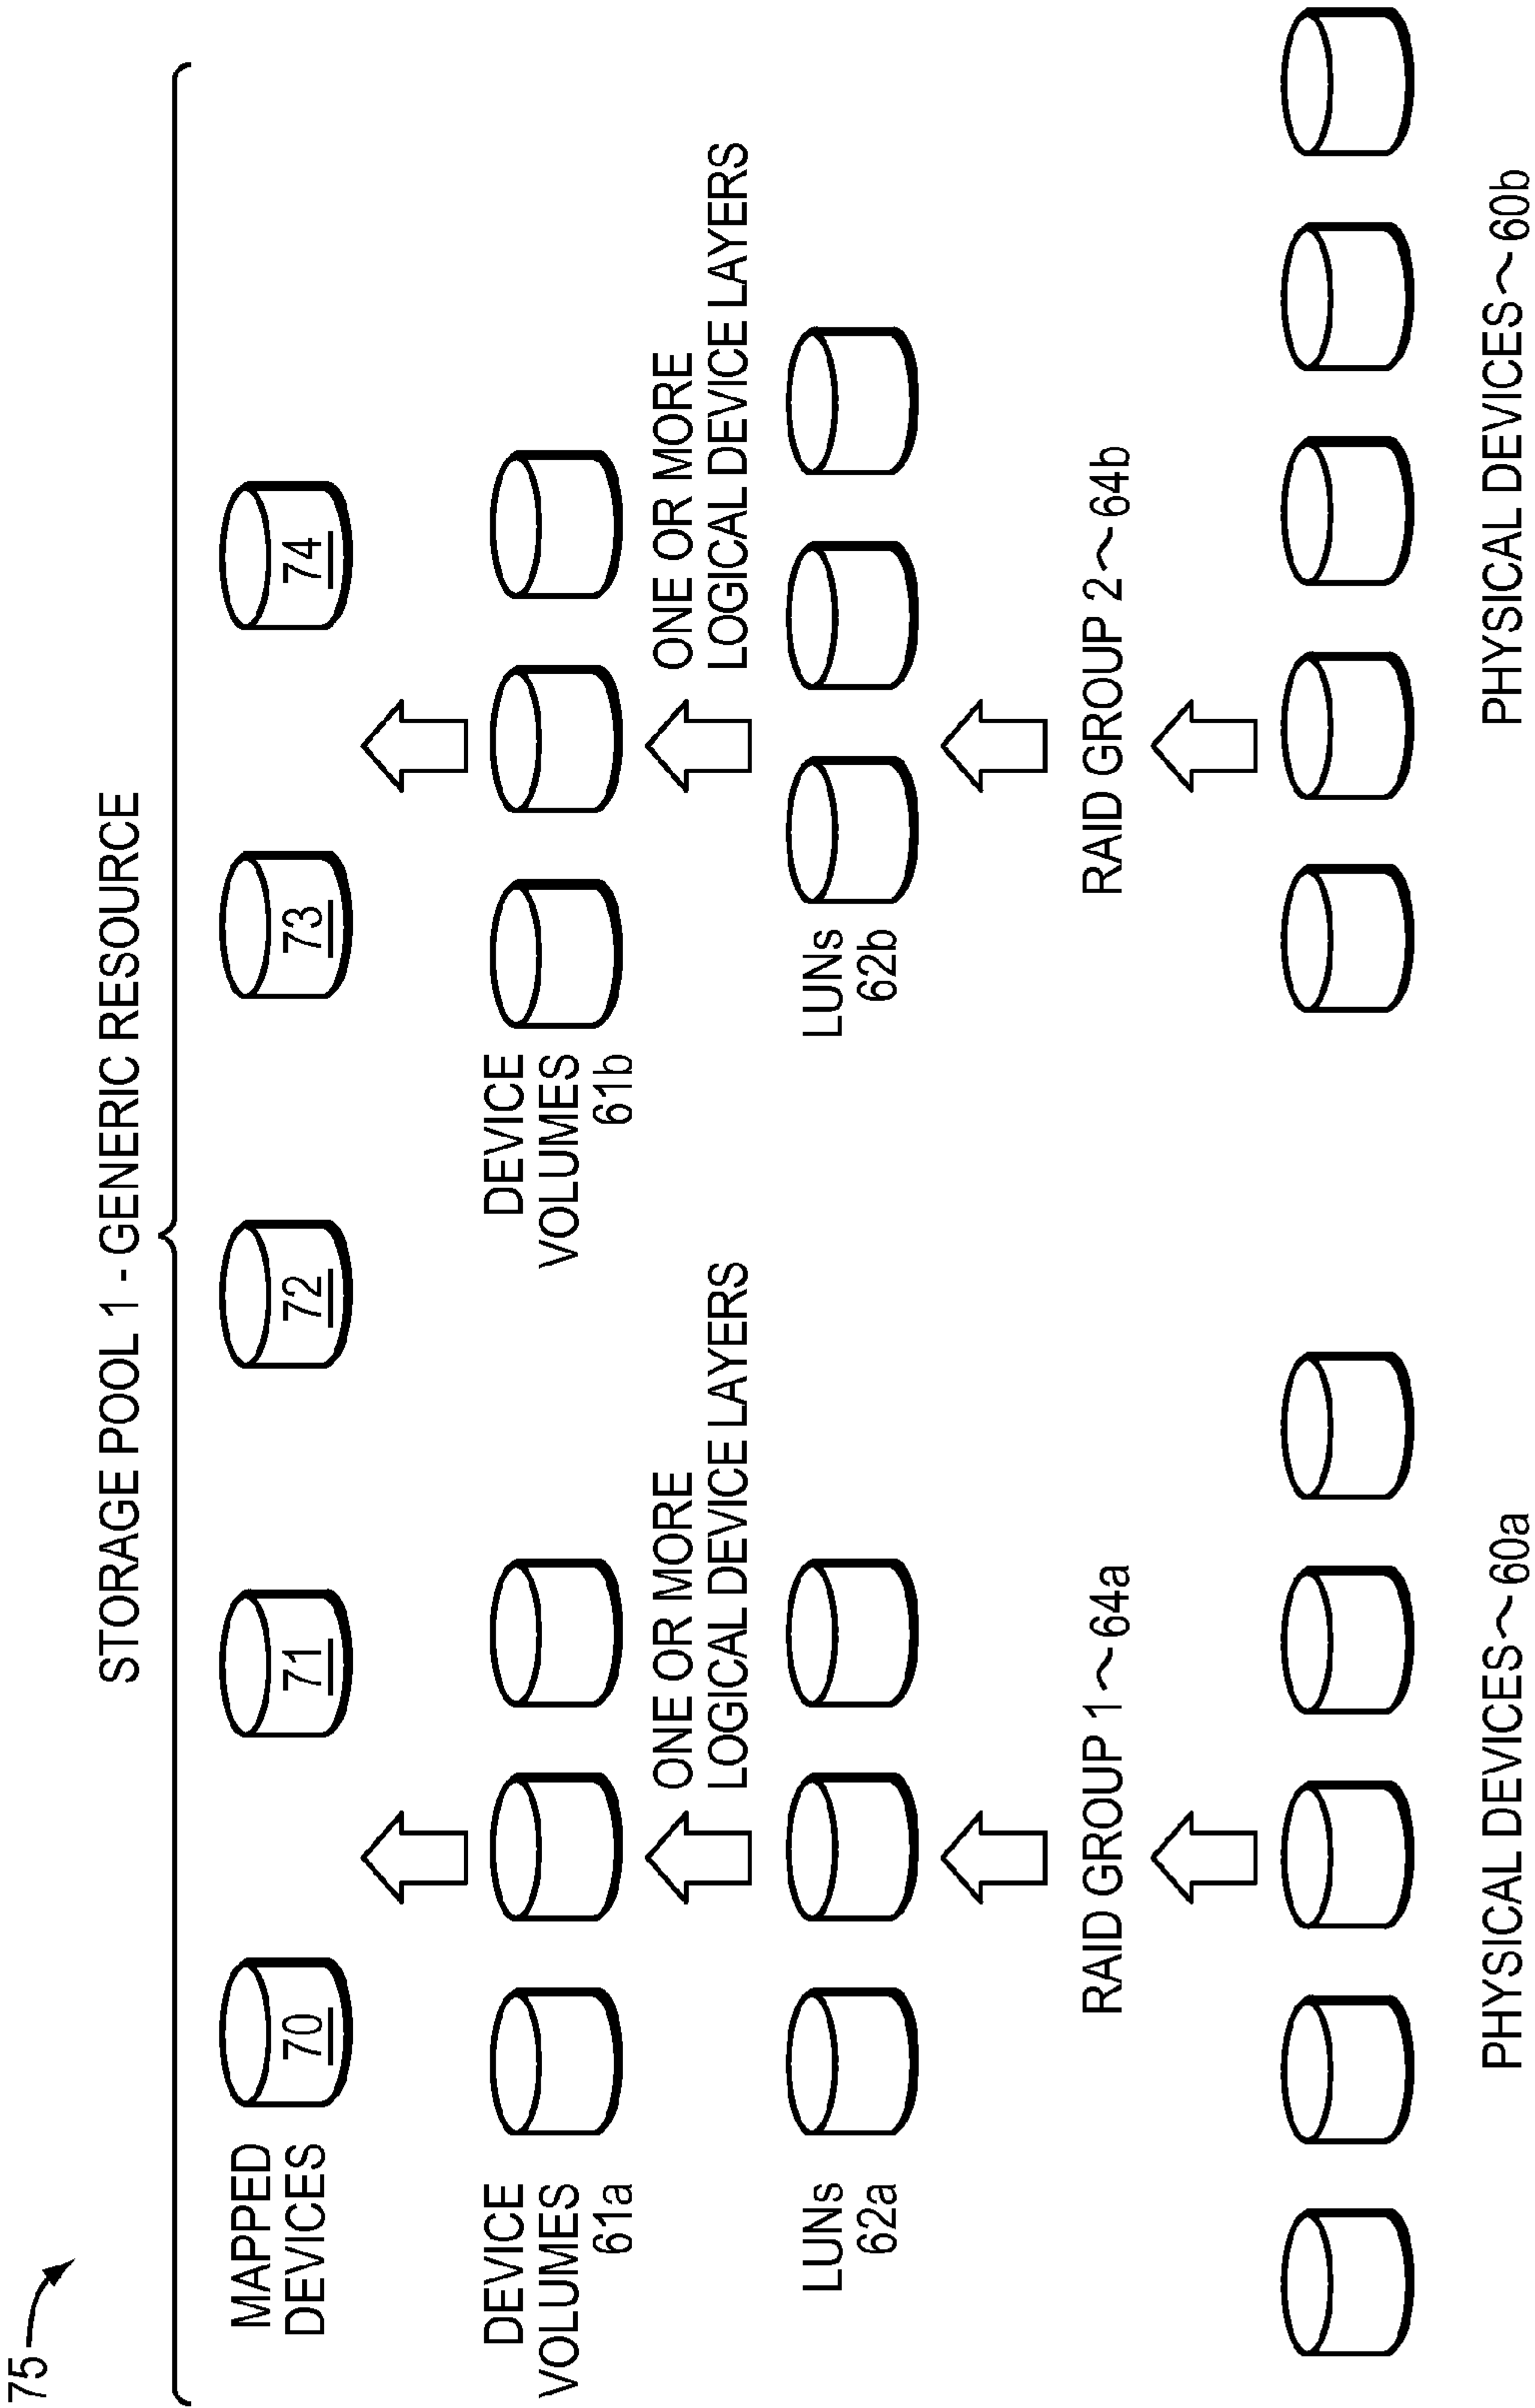 75
STORAGE POOL 1 - GENERIC RESOURCE
MAPPED
DEVICES
70
71
72
73
74
DEVICE
VOLUMES
61a
DEVICE
VOLUMES
61b
ONE OR MORE
LOGICAL DEVICE LAYERS
ONE OR MORE
LOGICAL DEVICE LAYERS
LUNs
62a
LUNs
62b
RAID GROUP 1~64a
RAID GROUP 2~64b
PHYSICAL DEVICES~60a
PHYSICAL DEVICES~60b